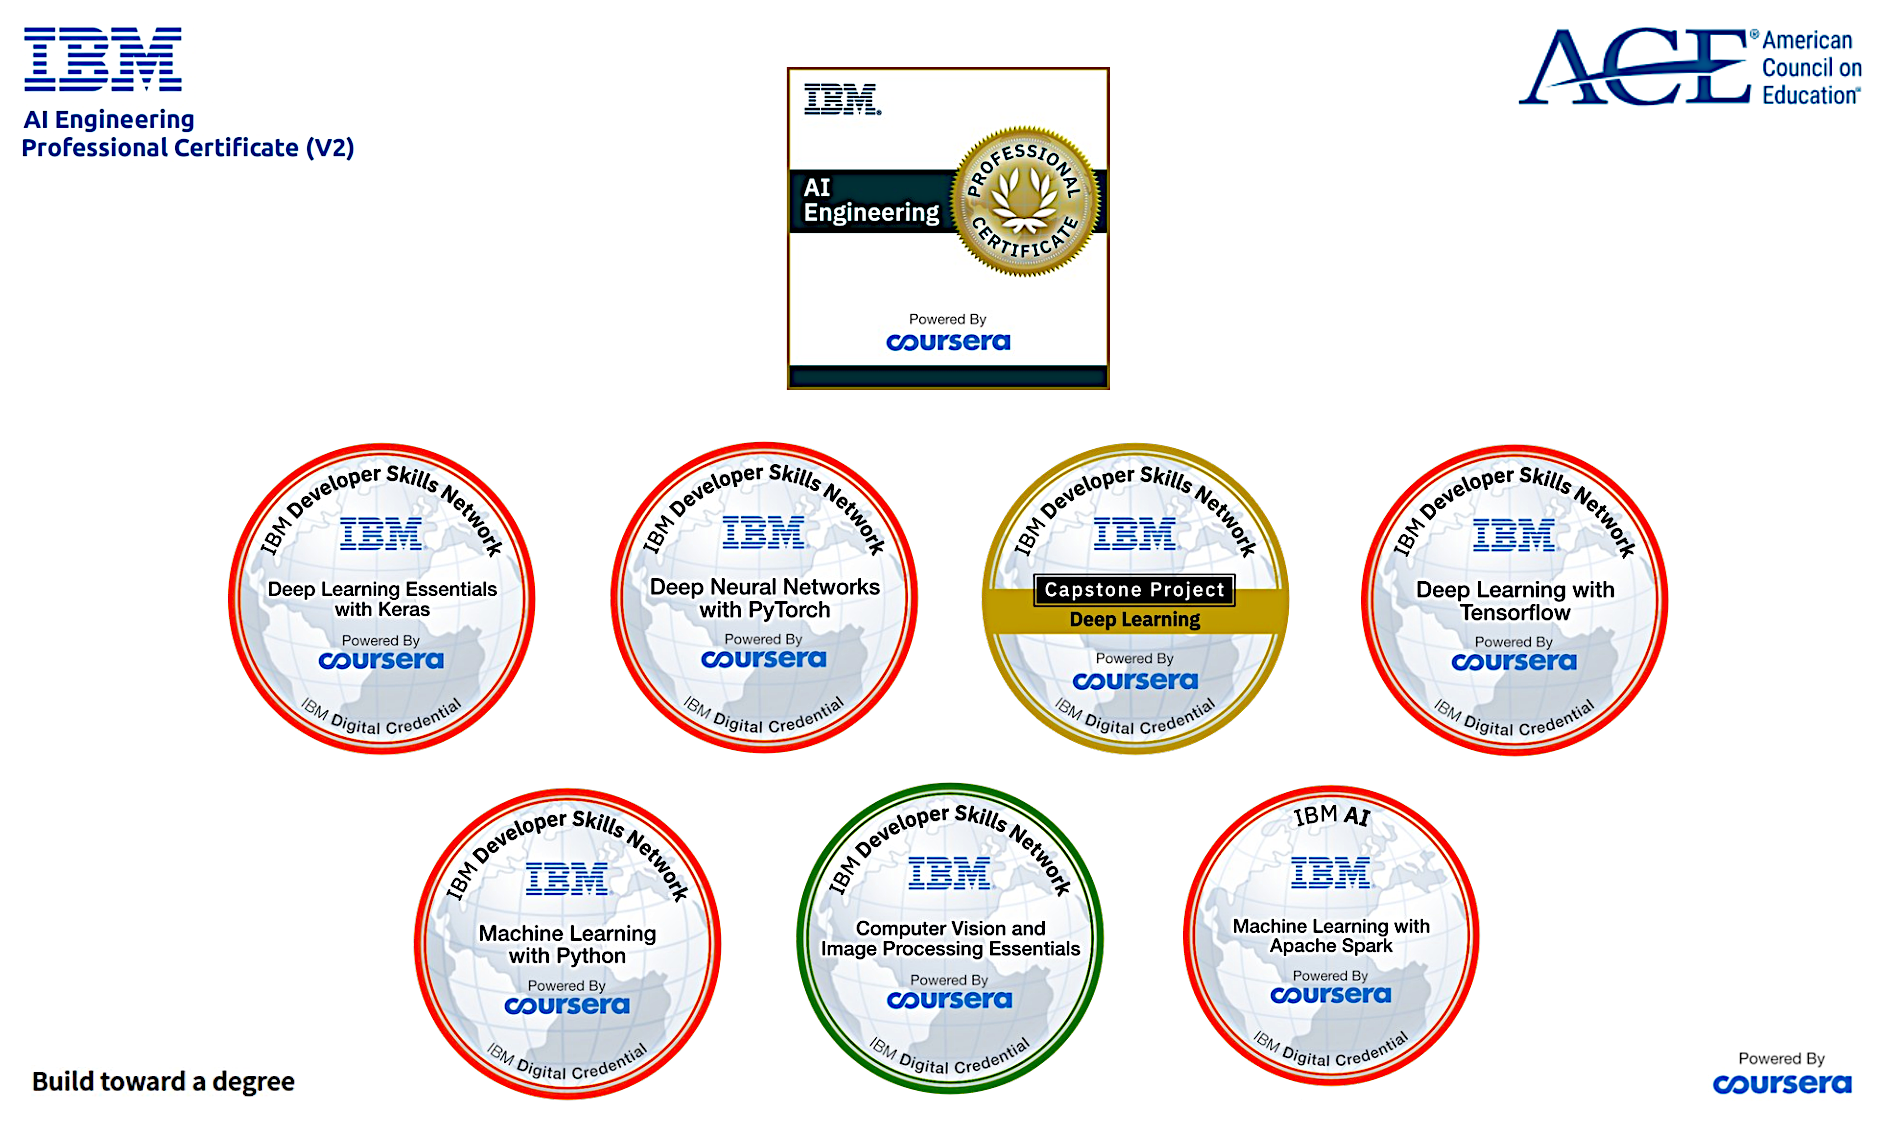 IBM
AI Engineering
Professional Certificate (V2)
ACE® American
Council on
Education®
IBM.
AI
Engineering
PROFESSIONAL
CERTIFICATE
Powered By
coursera
IBM Developer Skills Network
IBM
Deep Learning Essentials
with Keras
Powered By
coursera
IBM Digital Credential
IBM Developer Skills Network
IBM
Deep Neural Networks
with PyTorch
Powered By
coursera
IBM Digital Credential
IBM Developer Skills Network
IBM
Capstone Project
Deep Learning
Powered By
coursera
IBM Digital Credential
IBM Developer Skills Network
IBM
Deep Learning with
Tensorflow
Powered By
coursera
IBM Digital Credential
IBM Developer Skills Network
IBM
Machine Learning
with Python
Powered By
coursera
IBM Digital Credential
IBM Developer Skills Network
IBM
Computer Vision and
Image Processing Essentials
Powered By
coursera
IBM Digital Credential
IBM AI
IBM
Machine Learning with
Apache Spark
Powered By
coursera
IBM Digital Credential
Build toward a degree
Powered By
coursera